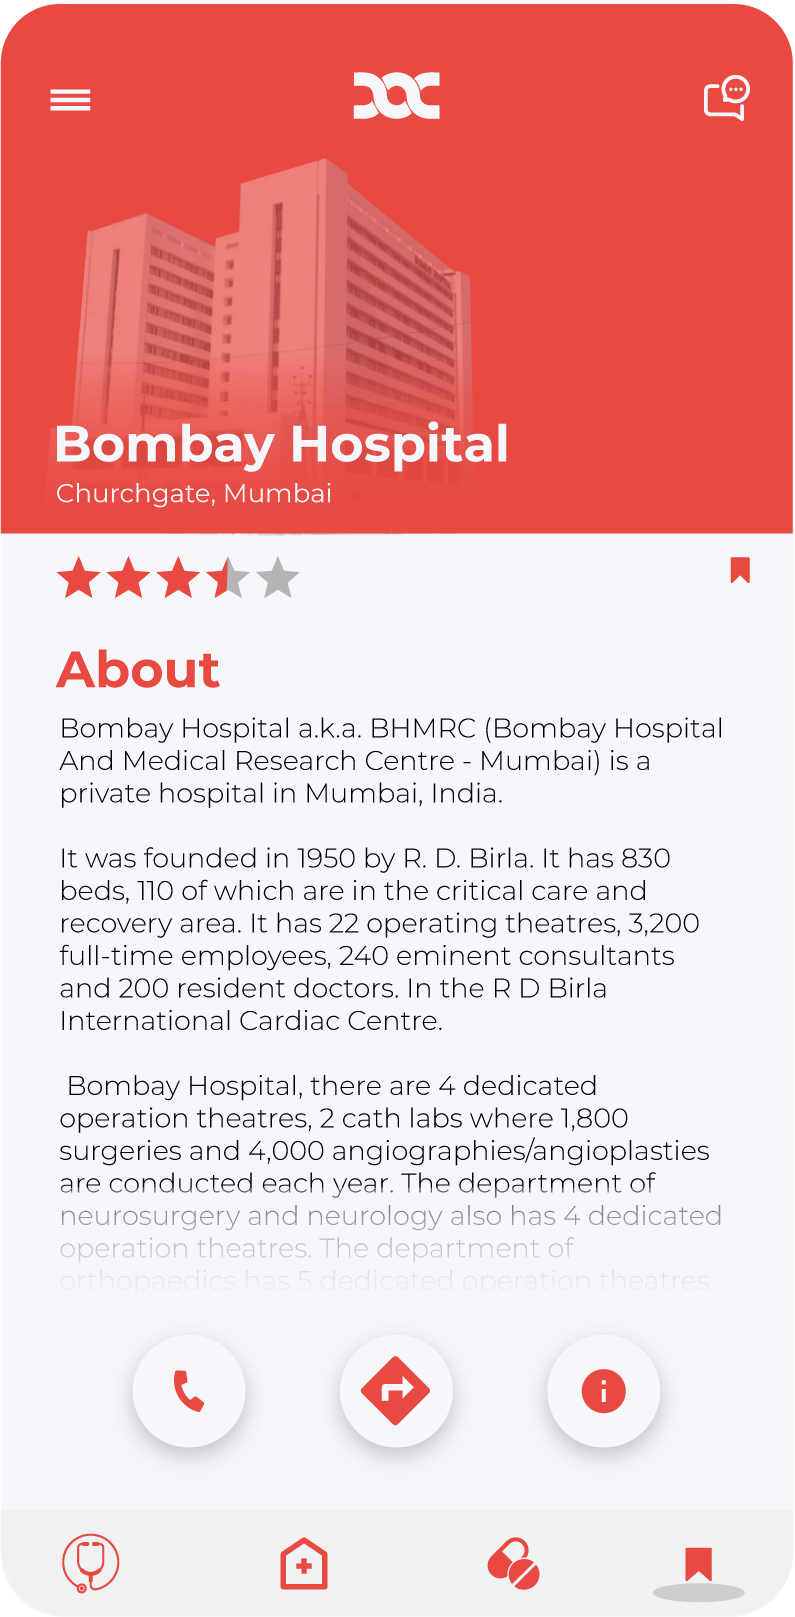 Bombay Hospital
Churchgate, Mumbai
About
Bombay Hospital a.k.a. BHMRC (Bombay Hospital
And Medical Research Centre - Mumbai) is a
private hospital in Mumbai, India.
It was founded in 1950 by R. D. Birla. It has 830
beds, 110 of which are in the critical care and
recovery area. It has 22 operating theatres, 3,200
full-time employees, 240 eminent consultants
and 200 resident doctors. In the R D Birla
International Cardiac Centre.
Bombay Hospital, there are 4 dedicated
operation theatres, 2 cath labs where 1,800
surgeries and 4,000 angiographies/angioplasties
are conducted each year. The department of
neurosurgery and neurology also has 4 dedicated
operation theatres. The department of
orthopaedics has 5 dedicated operation theatres.